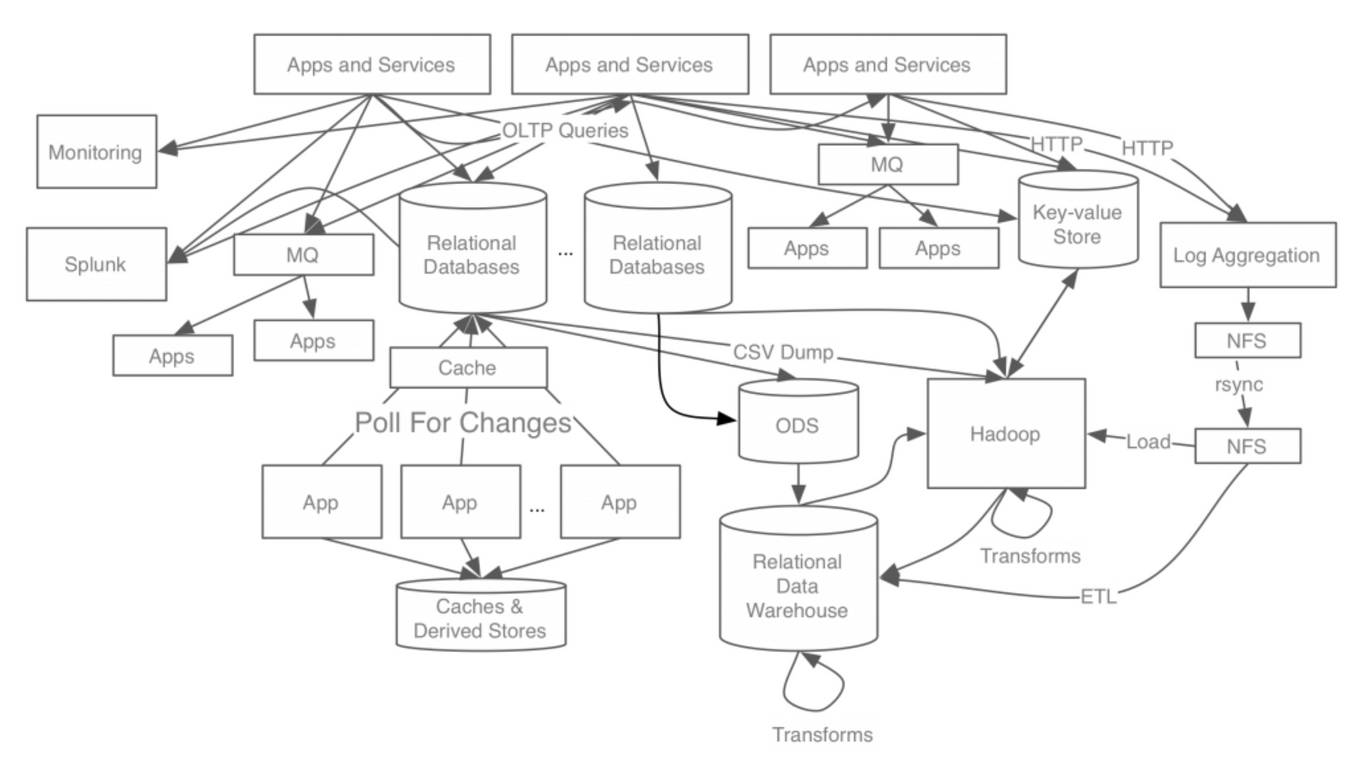 Apps and Services
Apps and Services
Apps and Services
Monitoring
OLTP Queries
HTTP
HTTP
MQ
Key-value
Store
Splunk
MQ
Relational
Databases
...
Relational
Databases
Apps
Apps
Log Aggregation
Apps
Apps
NFS
Cache
CSV Dump
rsync
Poll For Changes
ODS
Hadoop
Load
NFS
App
App
...
App
Relational
Data
Warehouse
Transforms
ETL
Caches &
Derived Stores
Transforms